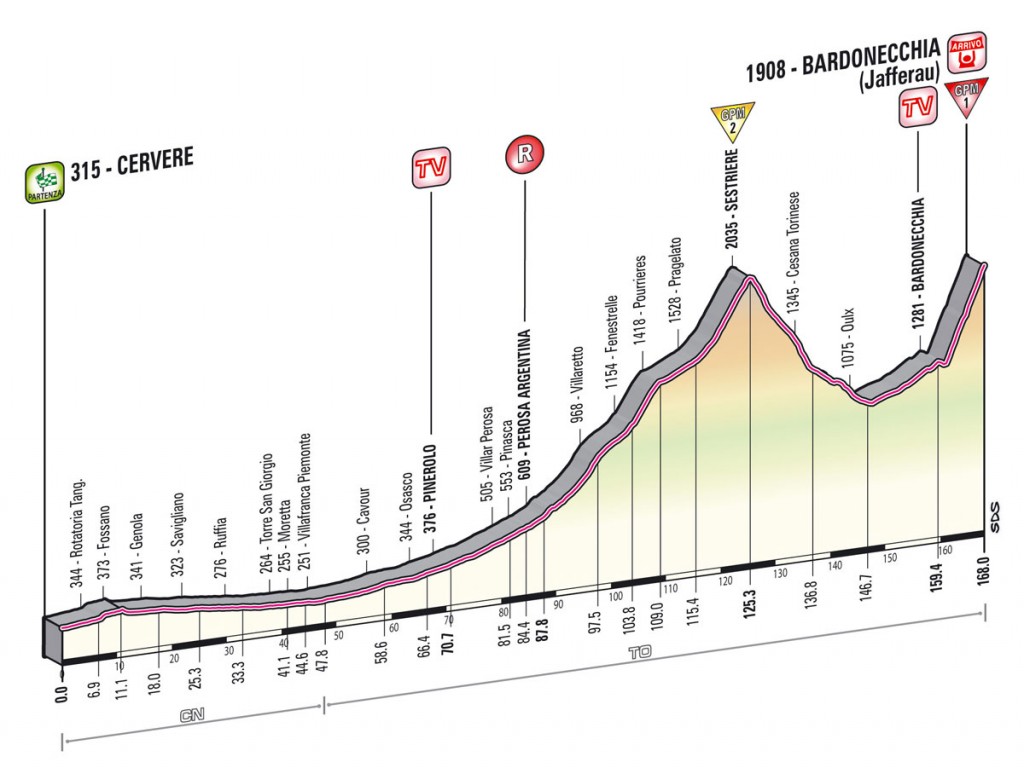 1908 - BARDONECCHIA
(Jafferau)
ARRIVO
GPM
1
TV
GPM
2
R
TV
PARTENZA
315 - CERVERE
344 - Rotatoria Tang.
373 - Fossano
341 - Genola
323 - Savigliano
276 - Ruffia
264 - Torre San Giorgio
255 - Moretta
251 - Villafranca Piemonte
300 - Cavour
344 - Osasco
376 - PINEROLO
505 - Villar Perosa
553 - Pinasca
609 - PEROSA ARGENTINA
968 - Villaretto
1154 - Fenestrelle
1418 - Pourrieres
1528 - Pragelato
2035 - SESTRIERE
1345 - Cesana Torinese
1075 - Oulx
1281 - BARDONECCHIA
0 10 20 30 40 50 60 70 80 90 100 110 120 130 140 150 160
0.0 6.9 11.1 18.0 25.3 33.3 41.1 44.6 47.8 58.6 66.4 70.7 81.5 84.4 87.8 97.5 103.8 109.0 115.4 125.3 136.8 146.7 159.4 168.0
SDS
CN
TO